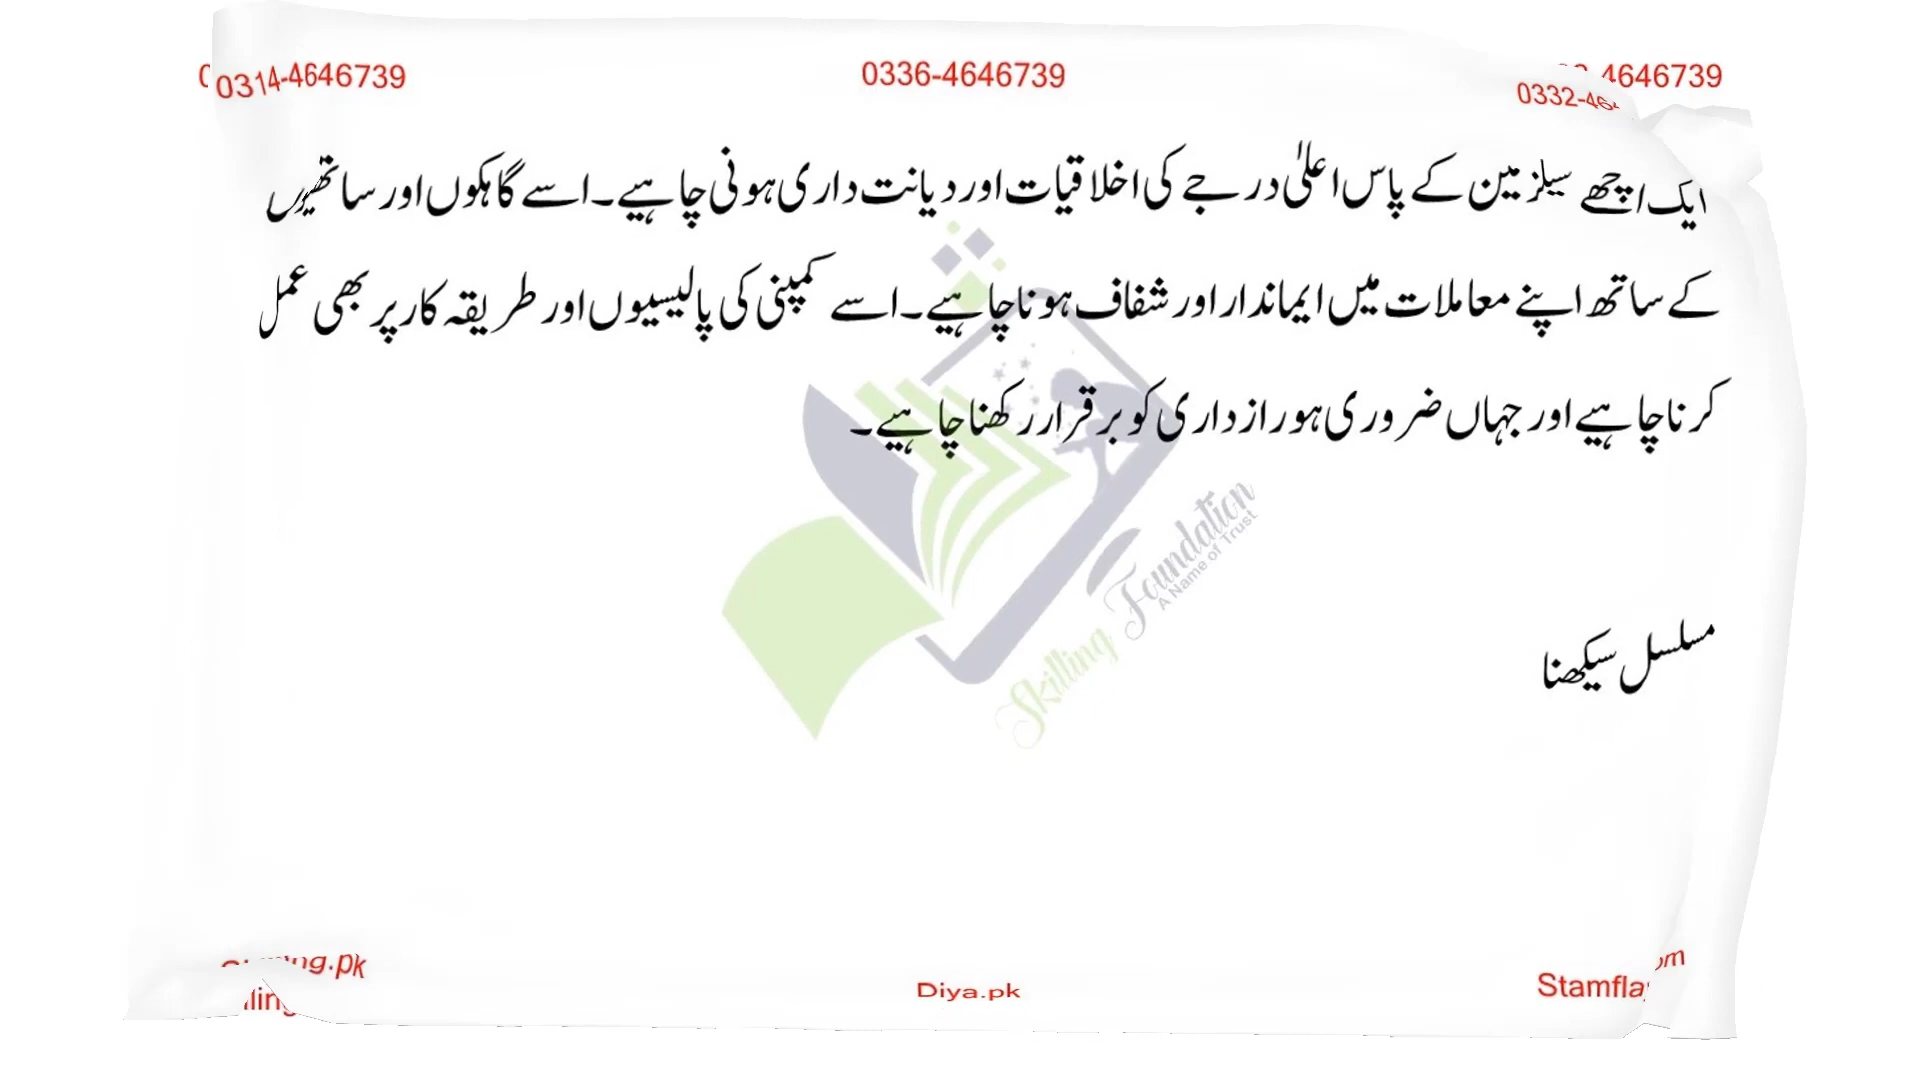 0314-4646739
0336-4646739
4646739
0332-46
ایک اچھے سیلز مین کے پاس اعلیٰ درجے کی اخلاقیات اور دیانت داری ہونی چاہیے۔ اسے گاہکوں اور ساتھیوں
کے ساتھ اپنے معاملات میں ایماندار اور شفاف ہونا چاہیے۔ اسے کمپنی کی پالیسیوں اور طریقہ کار پر بھی عمل
کرنا چاہیے اور جہاں ضروری ہو رازداری کو برقرار رکھنا چاہیے۔
Skilling Foundation
A Name of Trust
مسلسل سیکھنا
Diya.pk
Stamfla